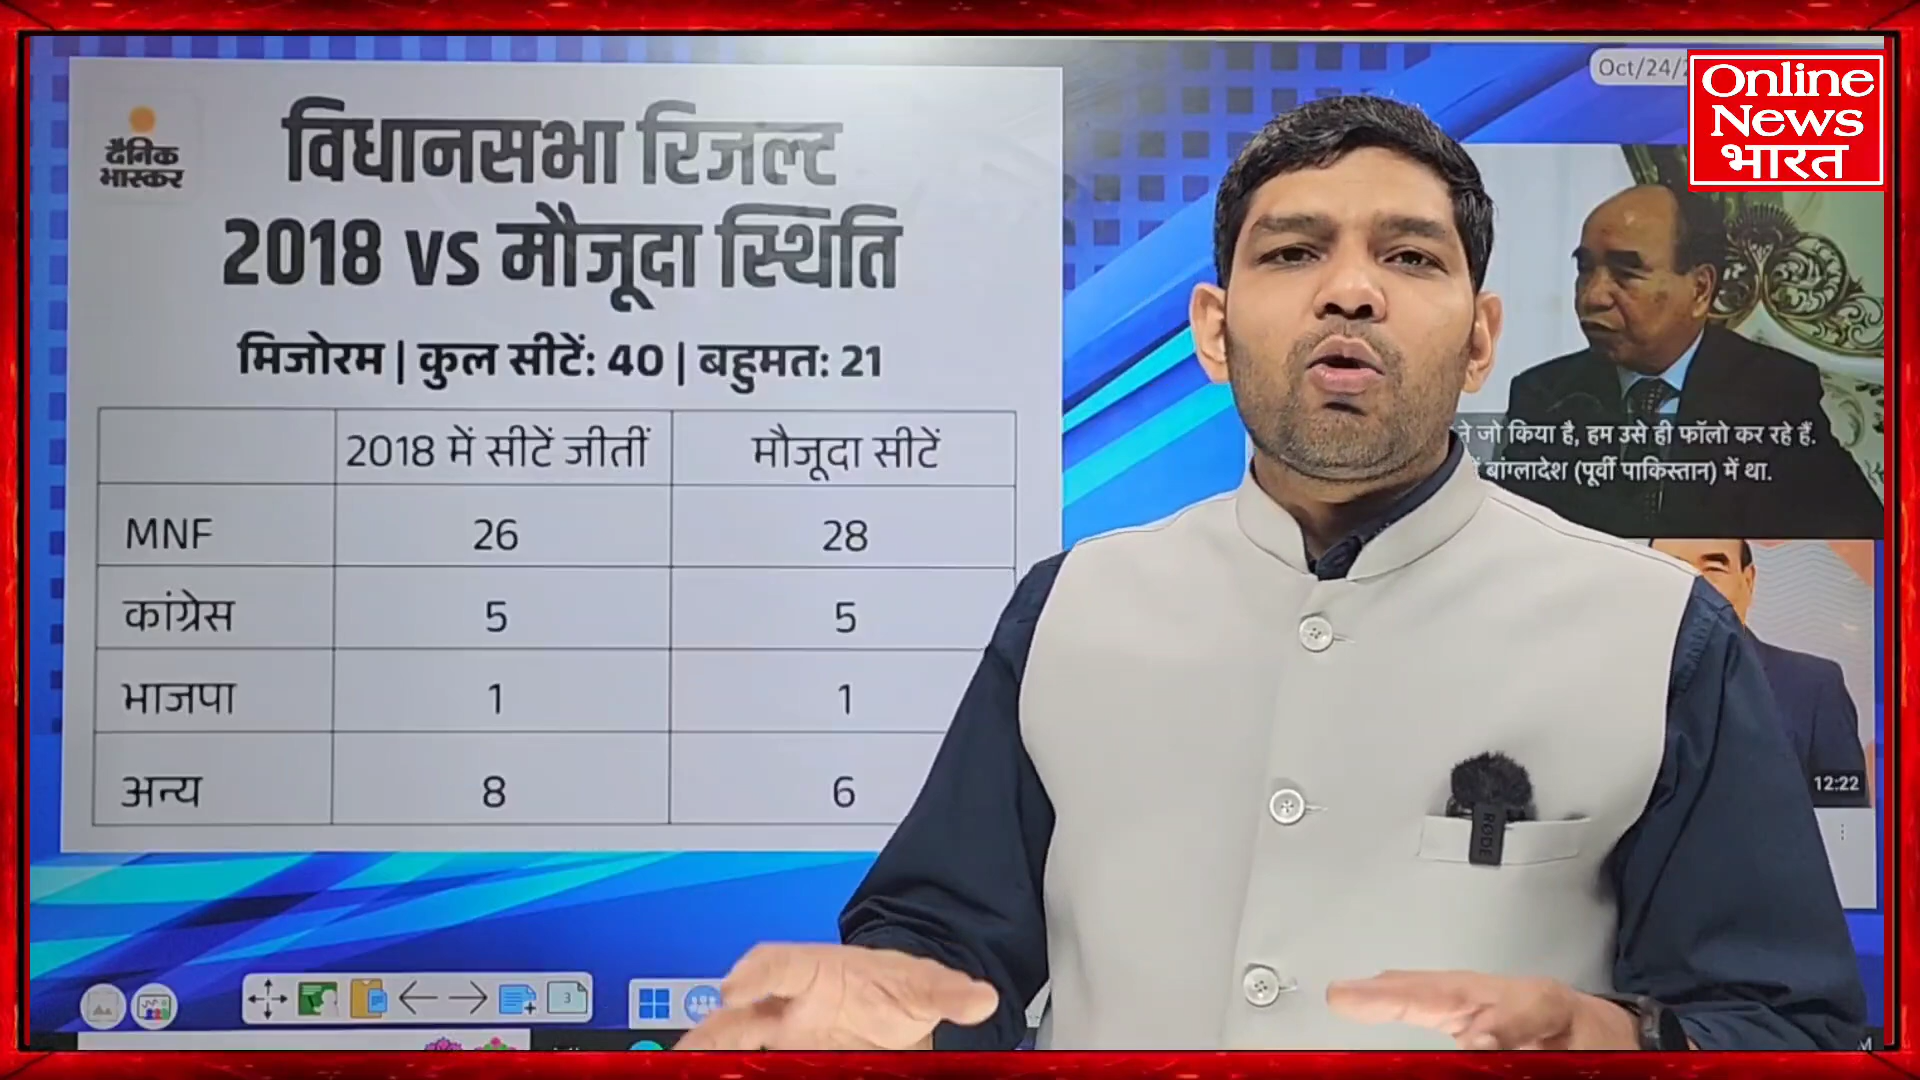 दैनिक
भास्कर
विधानसभा रिजल्ट
2018 vs मौजूदा स्थिति
मिजोरम | कुल सीटें: 40 | बहुमत: 21
2018 में सीटें जीतीं मौजूदा सीटें
MNF 26 28
कांग्रेस 5 5
भाजपा 1 1
अन्य 8 6
Oct/24/
Online
News
भारत
ने जो किया है, हम उसे ही फॉलो कर रहे हैं.
बांग्लादेश (पूर्वी पाकिस्तान) में था.
12:22
RODE
3